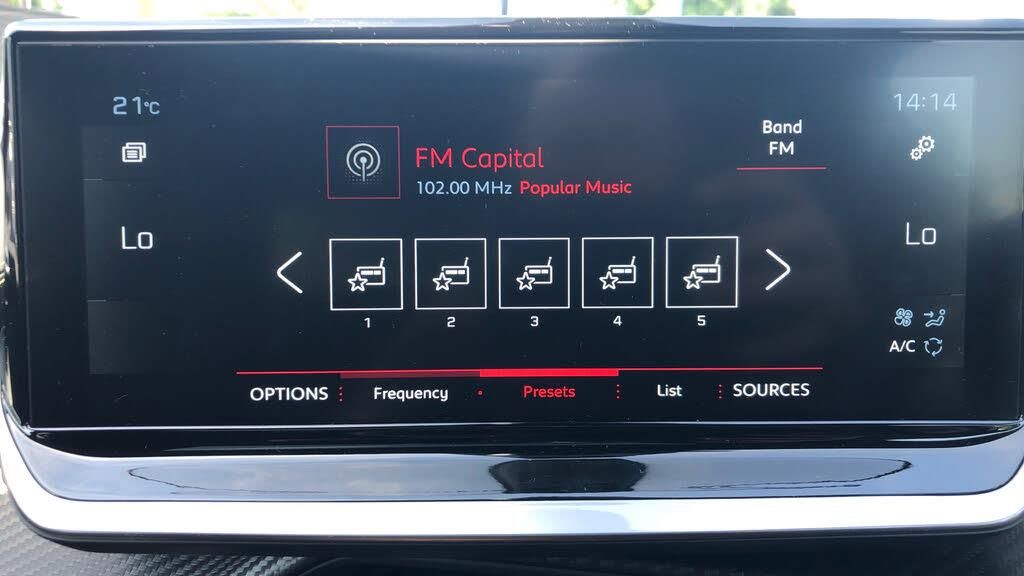 21°C
14:14
Band
FM
FM Capital
102.00 MHz Popular Music
Lo
Lo
1 2 3 4 5
A/C
OPTIONS Frequency Presets List SOURCES